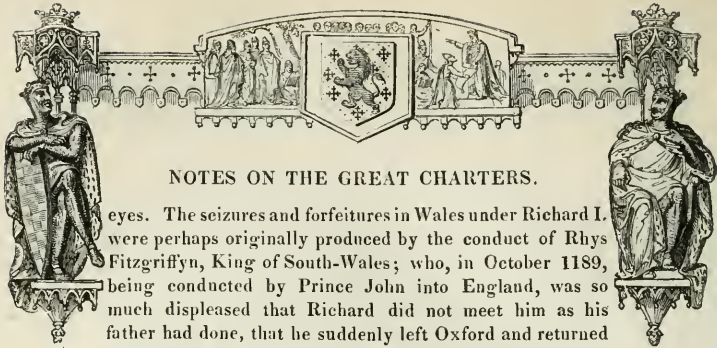 NOTES ON THE GREAT CHARTERS.
eyes. The seizures and forfeitures in Wales under Richard I.
were perhaps originally produced by the conduct of Rhys
Fitzgriffyn, King of South-Wales; who, in October 1189,
being conducted by Prince John into England, was so
much displeased that Richard did not meet him as his
father had done, that he suddenly left Oxford and returned